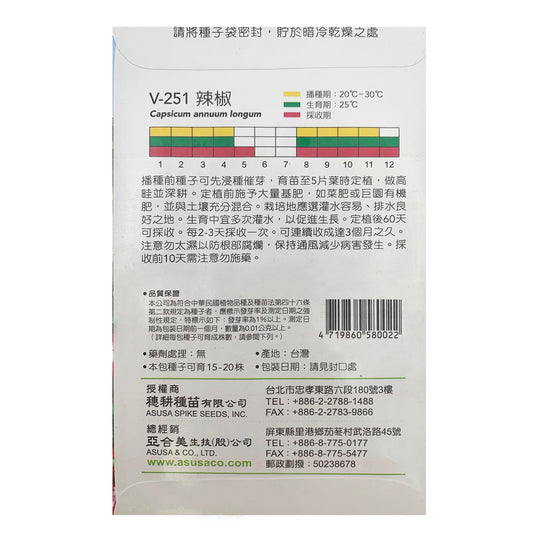 請將種子袋密封，貯於暗冷乾燥之處
V-251 辣椒
Capsicum annuum longum
播種期：20℃-30℃
生育期：25℃
採收期
1 2 3 4 5 6 7 8 9 10 11 12
播種前種子可先浸種催芽，育苗至5片葉時定植，做高
畦並深耕。定植前施予大量基肥，如菜肥或巨園有機
肥，並與土壤充分混合。栽培地應選灌水容易、排水良
好之地。生育中宜多次灌水，以促進生長。定植後60天
可採收。每2-3天採收一次。可連續收成達3個月之久。
注意勿太濕以防根部腐爛，保持通風減少病害發生。採
收前10天需注意勿施藥。
●品質保證
本公司為符合中華民國植物品種及種苗法第四十六條
第二款規定為種子者，應標示發芽率及測定日期之強
制性規定，特標示如下：發芽率為1%以上。測定日期
為包裝日期前一個月，數量為0.01公克以上。
（詳細每包種子可育成株數，請參閱下列。）
4 719860 580022
●藥劑處理：無
●產地：台灣
●本包種子可育15-20株
●包裝日期：請見封口處
授權商
穗耕種苗有限公司
ASUSA SPIKE SEEDS, INC.
台北市忠孝東路六段180號3樓
TEL：+886-2-2788-1488
FAX：+886-2-2783-9866
總經銷
亞合美生技(股)公司
ASUSA & CO., LTD.
www.asusaco.com
屏東縣里港鄉茄苳村武洛路45號
TEL：+886-8-775-0177
FAX：+886-8-775-5477
郵政劃撥：50238678